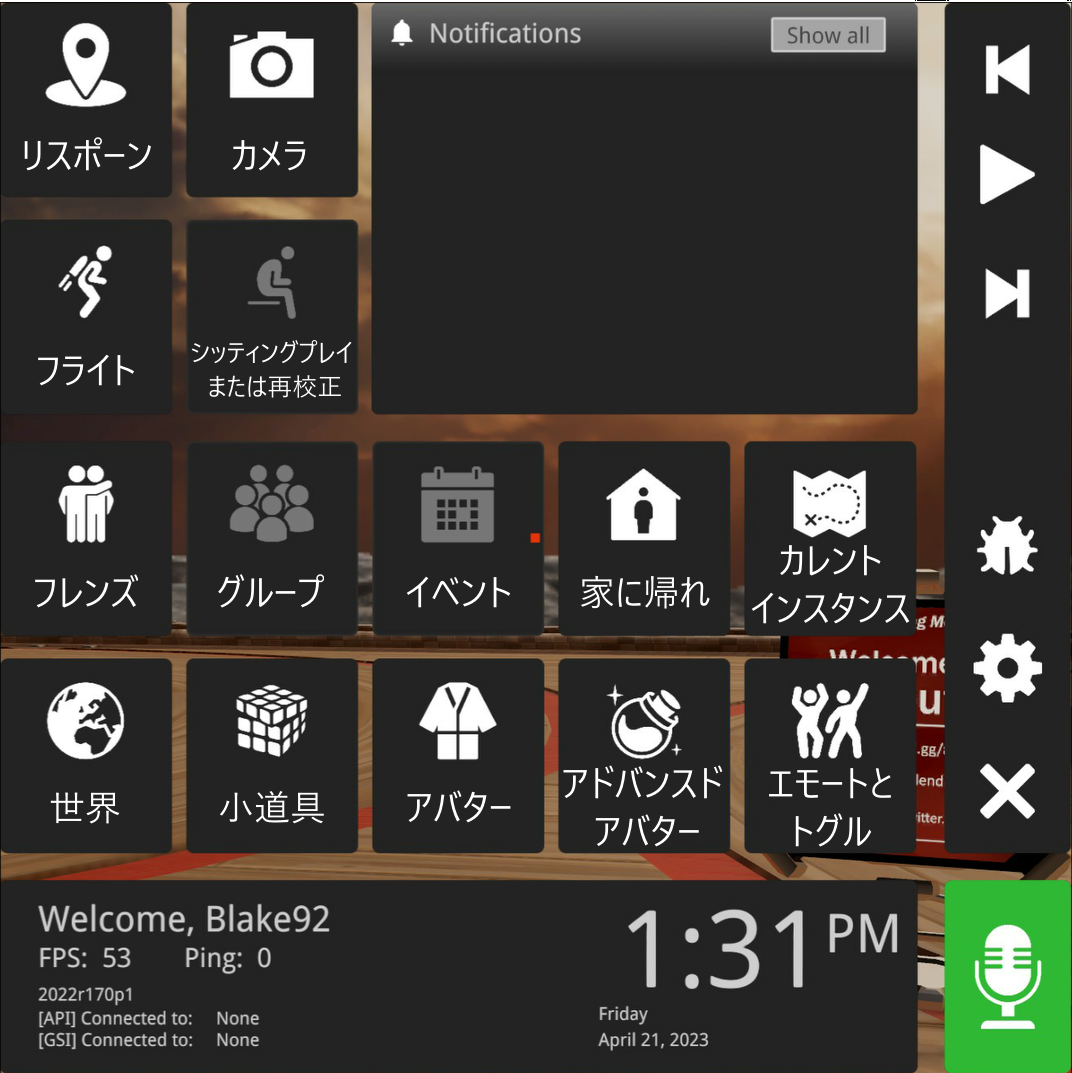 リスポーン
カメラ
Notifications
Show all
フライト
シッティングプレイ
または再校正
フレンズ
グループ
イベント
家に帰れ
カレント
インスタンス
世界
小道具
アバター
アドバンスド
アバター
エモートと
トグル
Welcome, Blake92
FPS: 53 Ping: 0
2022r170p1
[API] Connected to: None
[GSI] Connected to: None
1:31 PM
Friday
April 21, 2023